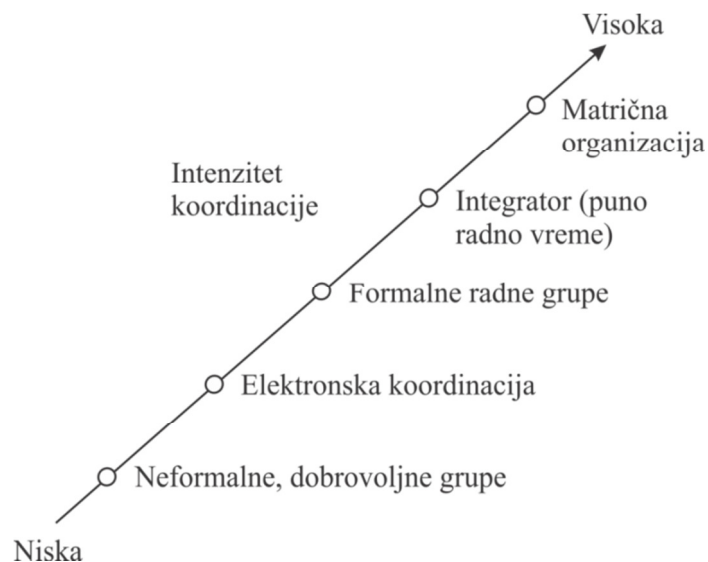 Visoka
Matrična
organizacija
Intenzitet
koordinacije
Integrator (puno
radno vreme)
Formalne radne grupe
Elektronska koordinacija
Neformalne, dobrovoljne grupe
Niska